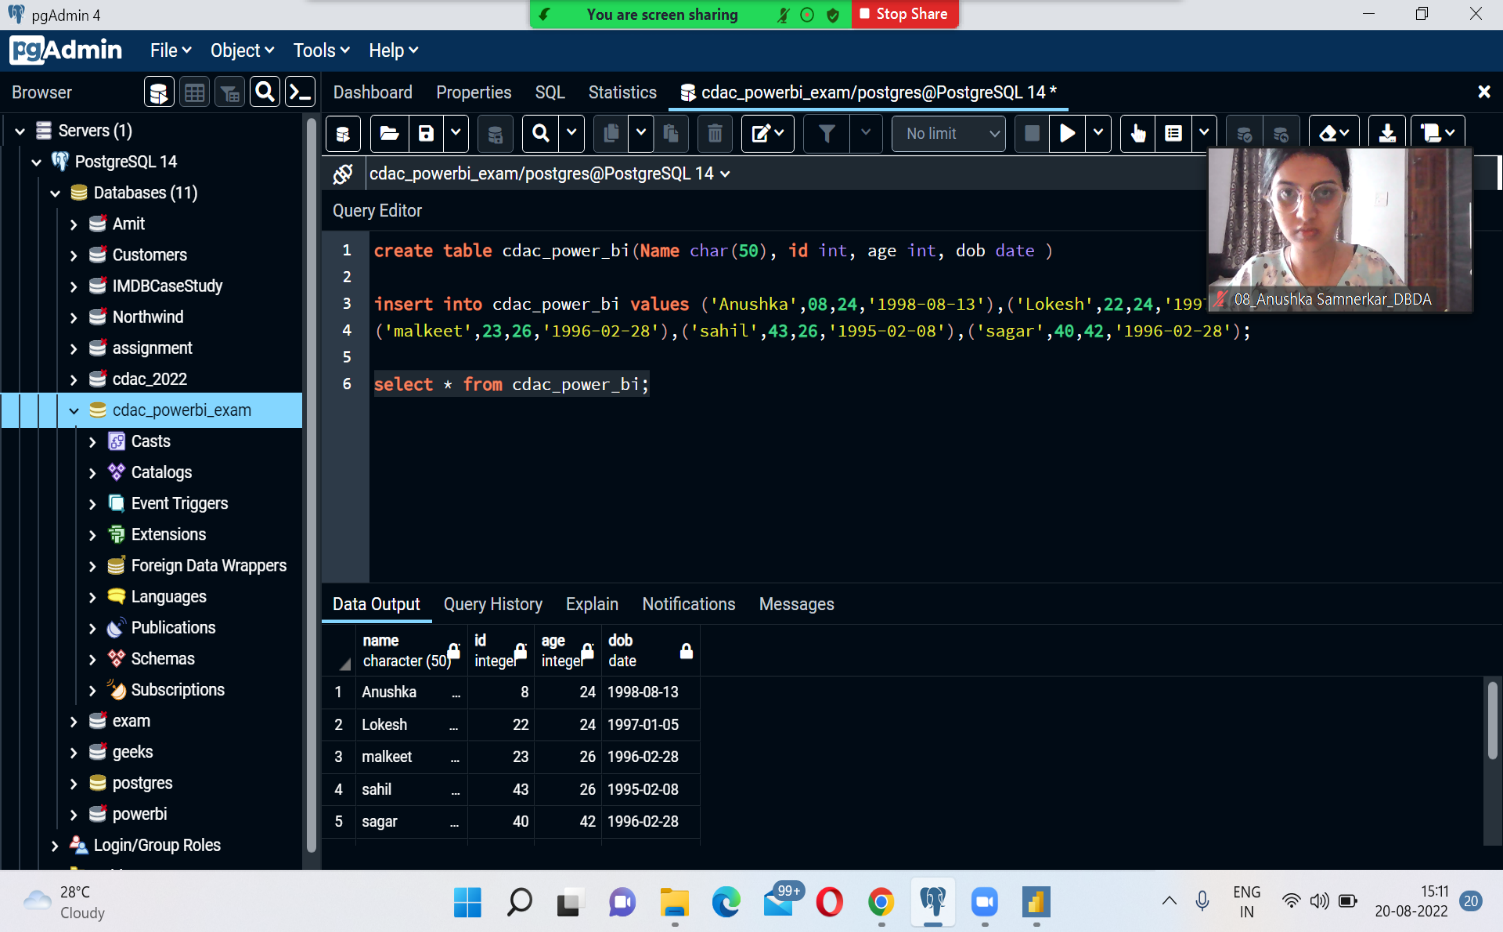 pgAdmin 4
You are screen sharing
Stop Share
pgAdmin
File Object Tools Help
Browser
Dashboard Properties SQL Statistics cdac_powerbi_exam/postgres@PostgreSQL 14 *
No limit
cdac_powerbi_exam/postgres@PostgreSQL 14
Query Editor
Servers (1)
PostgreSQL 14
Databases (11)
Amit
Customers
IMDBCaseStudy
Northwind
assignment
cdac_2022
cdac_powerbi_exam
Casts
Catalogs
Event Triggers
Extensions
Foreign Data Wrappers
Languages
Publications
Schemas
Subscriptions
exam
geeks
postgres
powerbi
Login/Group Roles
1 create table cdac_power_bi(Name char(50), id int, age int, dob date )
2
3 insert into cdac_power_bi values ('Anushka',08,24,'1998-08-13'),('Lokesh',22,24,'199
4 ('malkeet',23,26,'1996-02-28'),('sahil',43,26,'1995-02-08'),('sagar',40,42,'1996-02-28');
5
6 select * from cdac_power_bi;
08_Anushka Samnerkar_DBDA
Data Output Query History Explain Notifications Messages
name id age dob
character (50) integer integer date
1 Anushka ... 8 24 1998-08-13
2 Lokesh ... 22 24 1997-01-05
3 malkeet ... 23 26 1996-02-28
4 sahil ... 43 26 1995-02-08
5 sagar ... 40 42 1996-02-28
28°C
Cloudy
99+
ENG
IN
15:11
20-08-2022
20